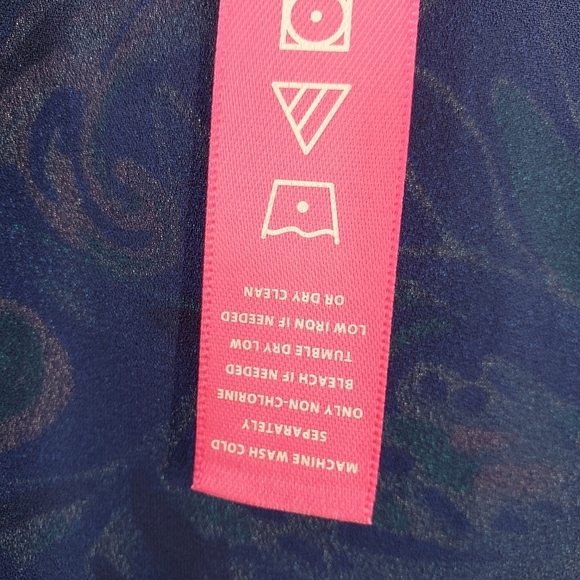 MACHINE WASH COLD
SEPARATELY
ONLY NON-CHLORINE
BLEACH IF NEEDED
TUMBLE DRY LOW
LOW IRON IF NEEDED
OR DRY CLEAN